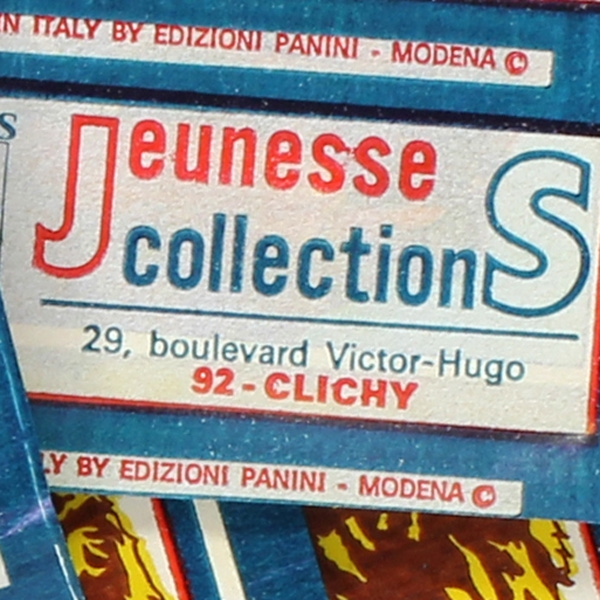 N ITALY BY EDIZIONI PANINI - MODENA ©
S
Jeunesse
collectionS
29, boulevard Victor-Hugo
92 - CLICHY
LY BY EDIZIONI PANINI - MODENA ©